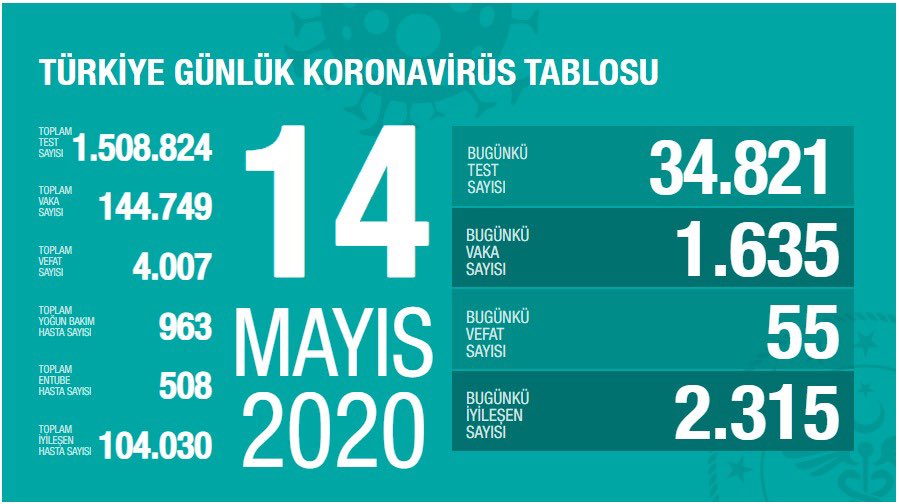 TÜRKİYE GÜNLÜK KORONAVİRÜS TABLOSU
TOPLAM
TEST
SAYISI
1.508.824
TOPLAM
VAKA
SAYISI
144.749
TOPLAM
VEFAT
SAYISI
4.007
TOPLAM
YOĞUN BAKIM
HASTA SAYISI
963
TOPLAM
ENTUBE
HASTA SAYISI
508
TOPLAM
İYİLEŞEN
HASTA SAYISI
104.030
14
MAYIS
2020
BUGÜNKÜ
TEST
SAYISI
34.821
BUGÜNKÜ
VAKA
SAYISI
1.635
BUGÜNKÜ
VEFAT
SAYISI
55
BUGÜNKÜ
İYİLEŞEN
SAYISI
2.315